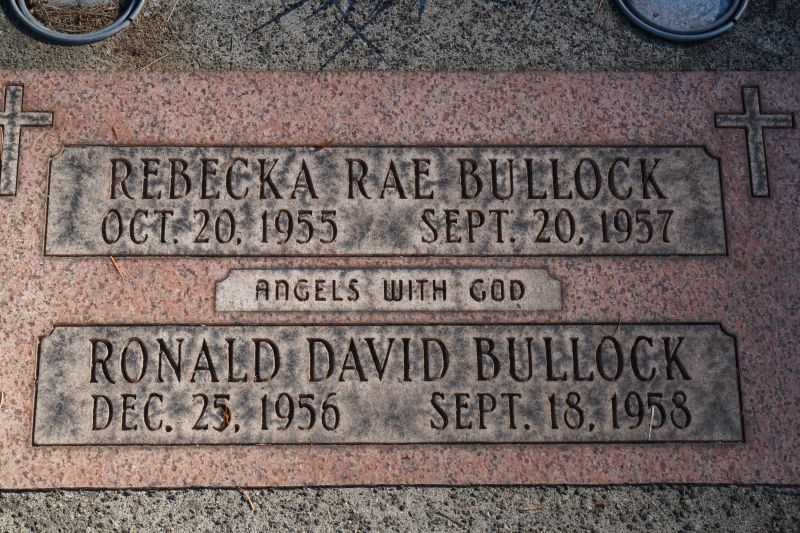 REBECKA RAE BULLOCK
OCT. 20, 1955 SEPT. 20, 1957
ANGELS WITH GOD
RONALD DAVID BULLOCK
DEC. 25, 1956 SEPT. 18, 1958